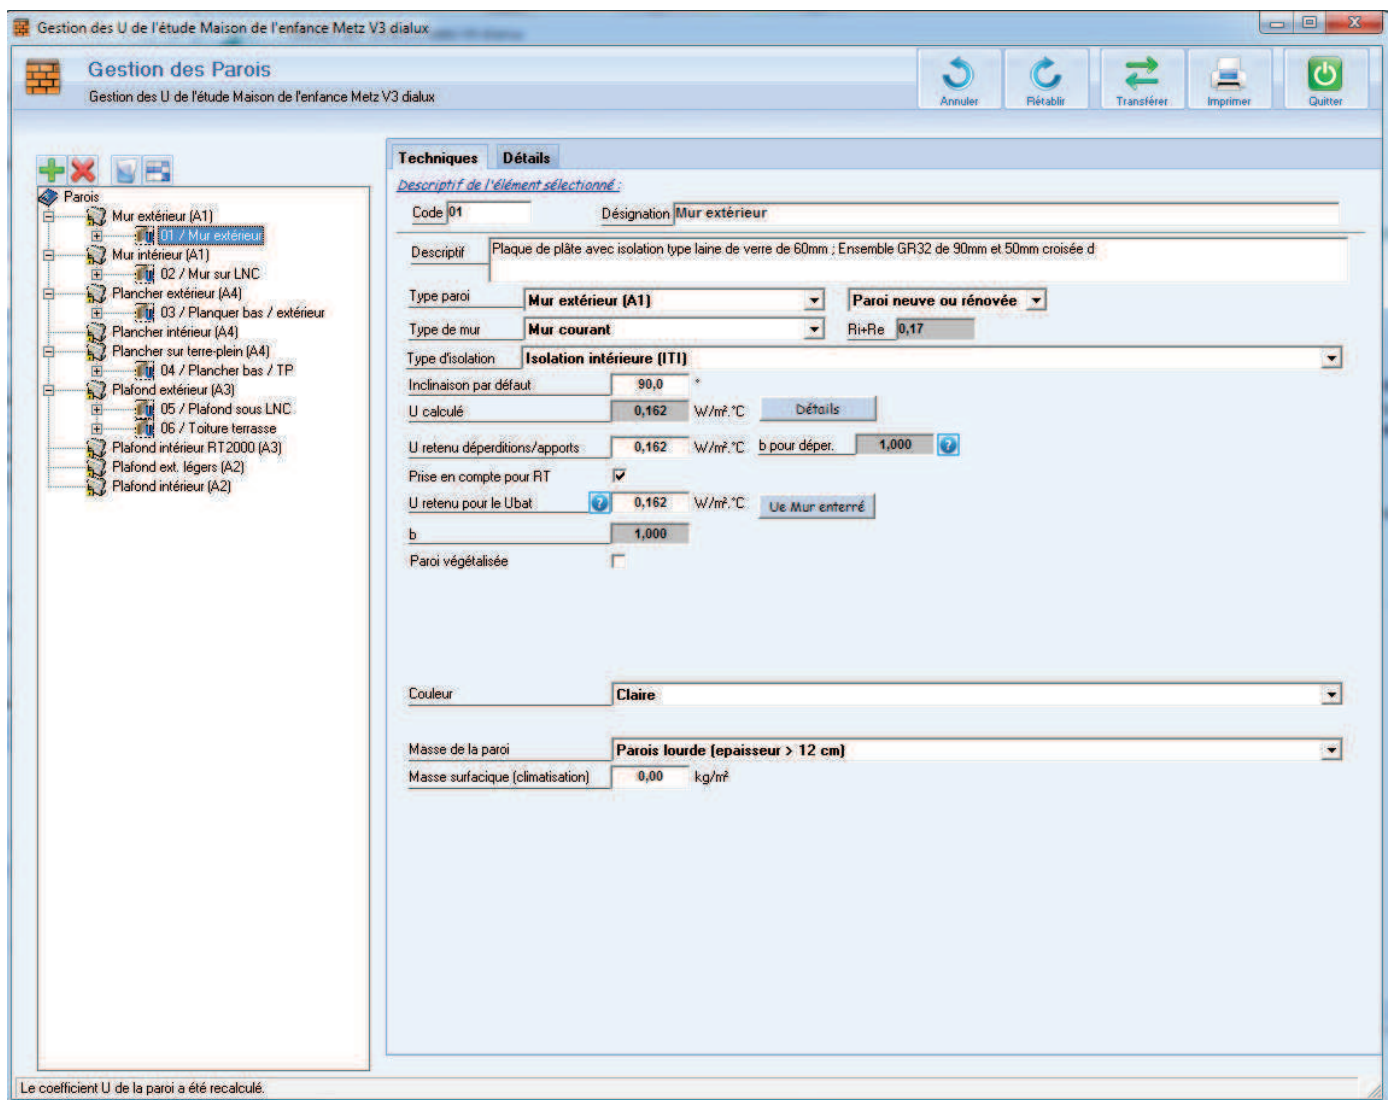 Gestion des U de l'étude Maison de l'enfance Metz V3 dialux
Gestion des Parois
Gestion des U de l'étude Maison de l'enfance Metz V3 dialux
Annuler
Rétablir
Transférer
Imprimer
Quitter
Parois
Mur extérieur (A1)
01 / Mur extérieur
Mur intérieur (A1)
02 / Mur sur LNC
Plancher extérieur (A4)
03 / Planquer bas / extérieur
Plancher intérieur (A4)
Plancher sur terre-plein (A4)
04 / Plancher bas / TP
Plafond extérieur (A3)
05 / Plafond sous LNC
06 / Toiture terrasse
Plafond intérieur RT2000 (A3)
Plafond ext. légers (A2)
Plafond intérieur (A2)
Techniques Détails
Descriptif de l'élément sélectionné :
Code 01 Désignation Mur extérieur
Descriptif Plaque de plâte avec isolation type laine de verre de 60mm ; Ensemble GR32 de 90mm et 50mm croisée d
Type paroi Mur extérieur (A1) Paroi neuve ou rénovée
Type de mur Mur courant Ri+Re 0,17
Type d'isolation Isolation intérieure (ITI)
Inclinaison par défaut 90,0 °
U calculé 0,162 W/m².°C Détails
U retenu déperditions/apports 0,162 W/m².°C b pour déper. 1,000 ?
Prise en compte pour RT
U retenu pour le Ubat ? 0,162 W/m².°C Ue Mur enterré
b 1,000
Paroi végétalisée
Couleur Claire
Masse de la paroi Parois lourde (epaisseur > 12 cm)
Masse surfacique (climatisation) 0,00 kg/m²
Le coefficient U de la paroi a été recalculé.